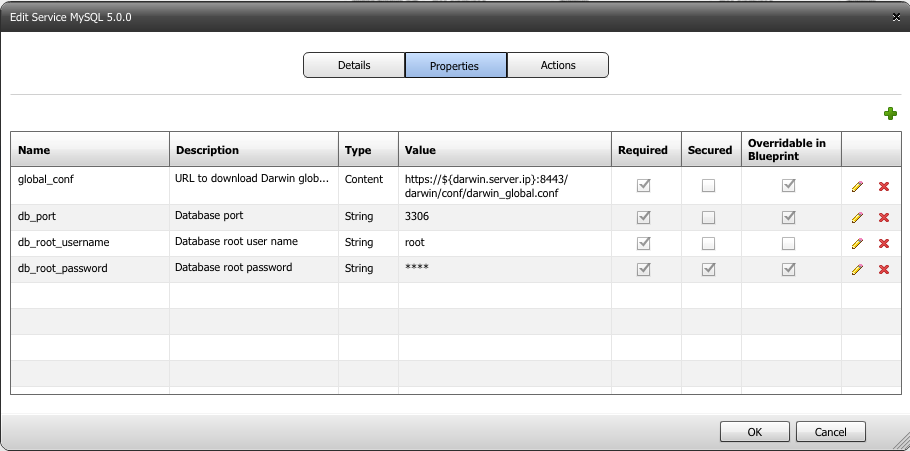 Edit Service MySQL 5.0.0
Details Properties Actions
Name Description Type Value Required Secured Overridable in
Blueprint
global_conf URL to download Darwin glob... Content https://${darwin.server.ip}:8443/
darwin/conf/darwin_global.conf
db_port Database port String 3306
db_root_username Database root user name String root
db_root_password Database root password String ****
OK Cancel